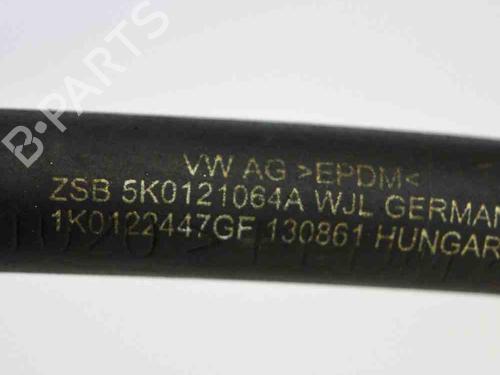 VW AG >EPDM<
ZSB 5K0121064A WJL GERMAN
1K0122447GF 130861 HUNGAR
B-PARTS